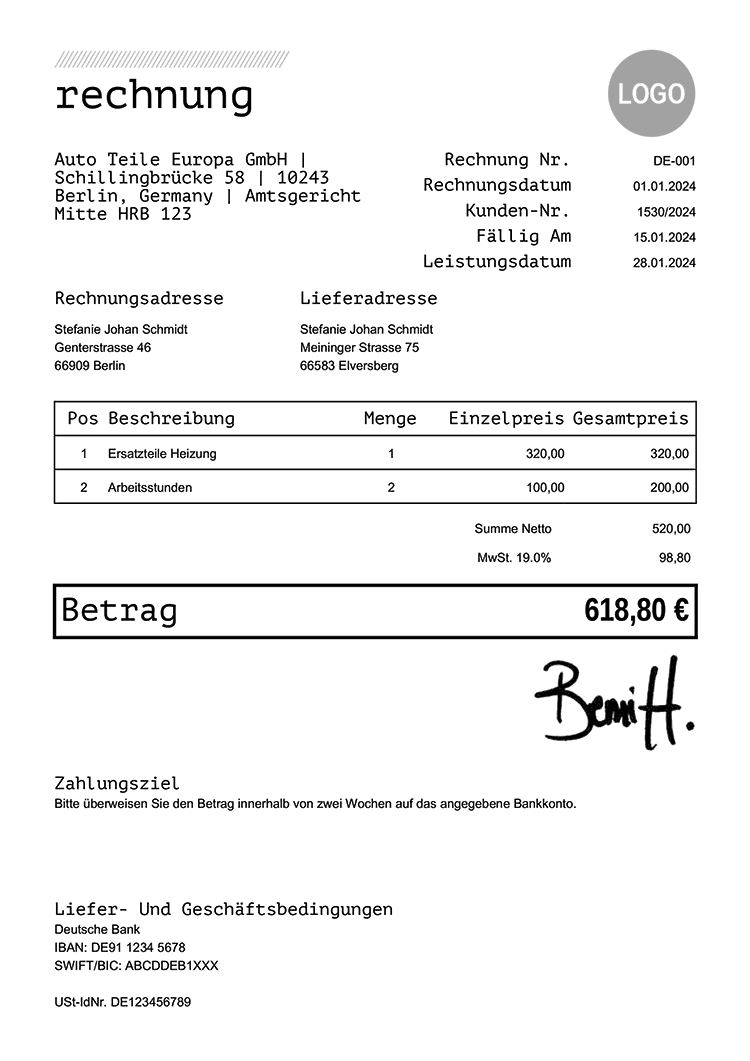 rechnung
LOGO
Auto Teile Europa GmbH |
Schillingbrücke 58 | 10243
Berlin, Germany | Amtsgericht
Mitte HRB 123
Rechnung Nr. DE-001
Rechnungsdatum 01.01.2024
Kunden-Nr. 1530/2024
Fällig Am 15.01.2024
Leistungsdatum 28.01.2024
Rechnungsadresse
Stefanie Johan Schmidt
Genterstrasse 46
66909 Berlin
Lieferadresse
Stefanie Johan Schmidt
Meininger Strasse 75
66583 Elversberg
Pos Beschreibung Menge Einzelpreis Gesamtpreis
1 Ersatzteile Heizung 1 320,00 320,00
2 Arbeitsstunden 2 100,00 200,00
Summe Netto 520,00
MwSt. 19.0% 98,80
Betrag 618,80 €
Zahlungsziel
Bitte überweisen Sie den Betrag innerhalb von zwei Wochen auf das angegebene Bankkonto.
Liefer- Und Geschäftsbedingungen
Deutsche Bank
IBAN: DE91 1234 5678
SWIFT/BIC: ABCDDEB1XXX
USt-IdNr. DE123456789